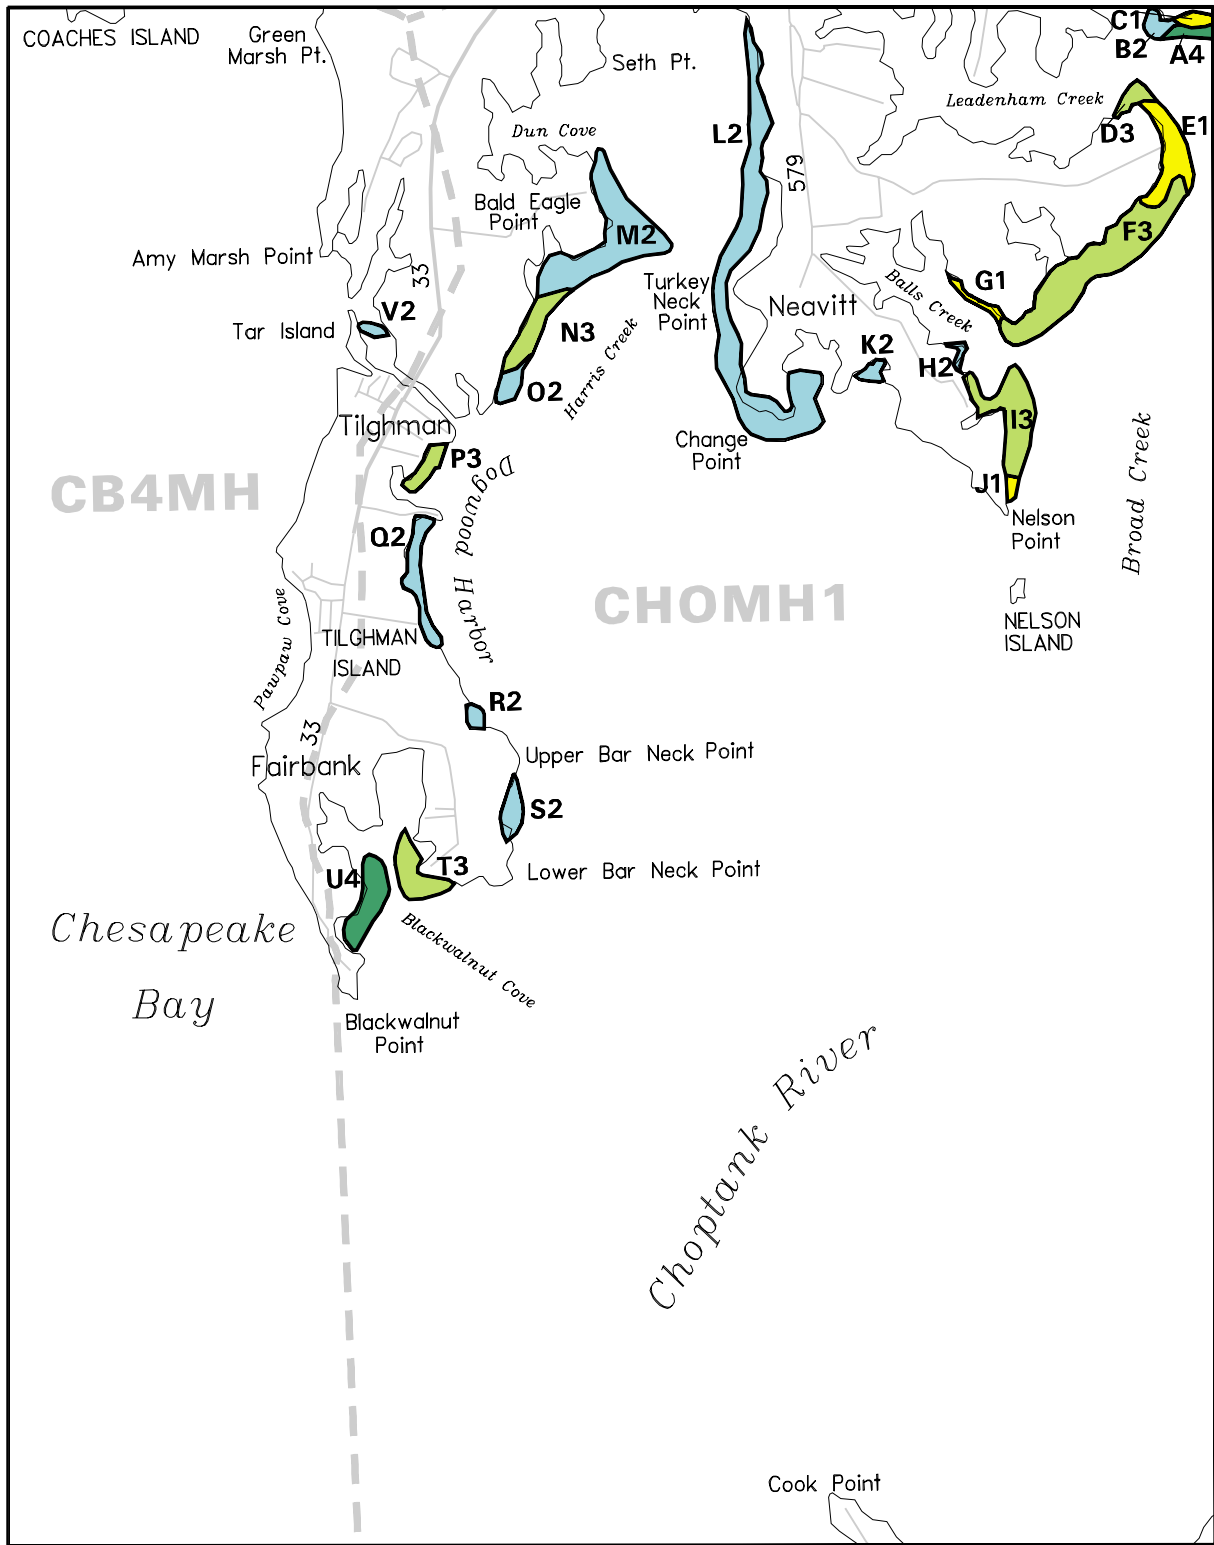 COACHES ISLAND
Green
Marsh Pt.
Seth Pt.
C1
B2
A4
Leadenham Creek
D3
E1
Dun Cove
L2
579
Bald Eagle
Point
M2
F3
Amy Marsh Point
33
Turkey
Neck
Point
Neavitt
Balls Creek
G1
V2
Tar Island
N3
Harris Creek
K2
H2
O2
Tilghman
Change
Point
I3
P3
Dogwood Harbor
J1
Broad Creek
CB4MH
Nelson
Point
Q2
CHOMH1
NELSON
ISLAND
Pawpaw Cove
TILGHMAN
ISLAND
R2
33
Fairbank
Upper Bar Neck Point
S2
T3
Lower Bar Neck Point
U4
Chesapeake
Bay
Blackwalnut Cove
Blackwalnut
Point
Choptank River
Cook Point